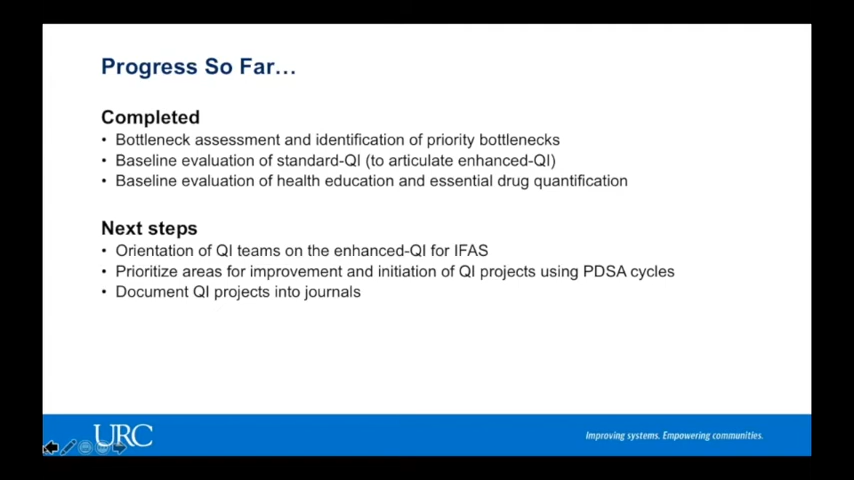 Progress So Far…
Completed
• Bottleneck assessment and identification of priority bottlenecks
• Baseline evaluation of standard-QI (to articulate enhanced-QI)
• Baseline evaluation of health education and essential drug quantification
Next steps
• Orientation of QI teams on the enhanced-QI for IFAS
• Prioritize areas for improvement and initiation of QI projects using PDSA cycles
• Document QI projects into journals
URC
Improving systems. Empowering communities.